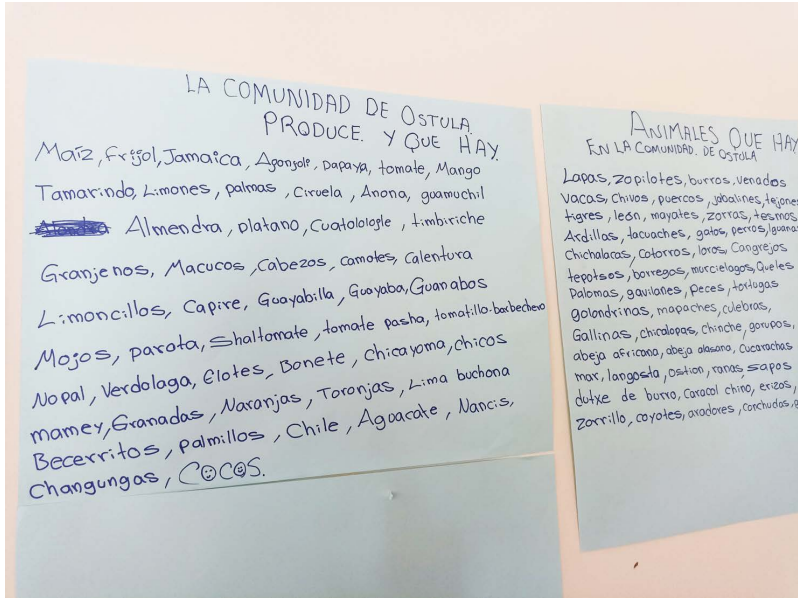 LA COMUNIDAD DE OSTULA
PRODUCE. Y QUE HAY.
Maíz, frijol, Jamaica, Agonjole, papaya, tomate, Mango
Tamarindo, Limones, palmas, Ciruela, Anona, guamuchil
Almendra, platano, Cuatolologle, timbiriche
Granjenos, Macucos, Cabezos, camotes, calentura
Limoncillos, Capire, Guayabilla, Guayaba, Guanabos
Mojos, parota, Shaltomate, tomate pasha, tomatillo barbecheno
Nopal, Verdolaga, Elotes, Bonete, Chicayoma, chicos
mamey, Granadas, Naranjas, Toronjas, Lima buchona
Becerritos, palmillos, Chile, Aguacate, Nancis,
Changungas, COCOS.
ANIMALES QUE HAY
EN LA COMUNIDAD. DE OSTULA
Lapas, zopilotes, burros, venados
Vacas, Chivos, puercos, jabalines, tejones
tigres, león, mayates, zorras, tesmos
Ardillas, tacuaches, gatos, perros, iguanas
Chichalacas, Cotorros, loros, Cangrejos
tepotsos, borregos, murcielagos, Queles
Palomas, gavilanes, peces, tortugas
golondrinas, mapaches, culebras,
Gallinas, chicalopas, chinche, gorupos,
abeja africana, abeja alasana, Cucarachas
mar, langosta, Ostion, ranas, sapos
dutxe de burro, Caracol chino, erizos,
zorrillo, coyotes, aradores, Conchudas,